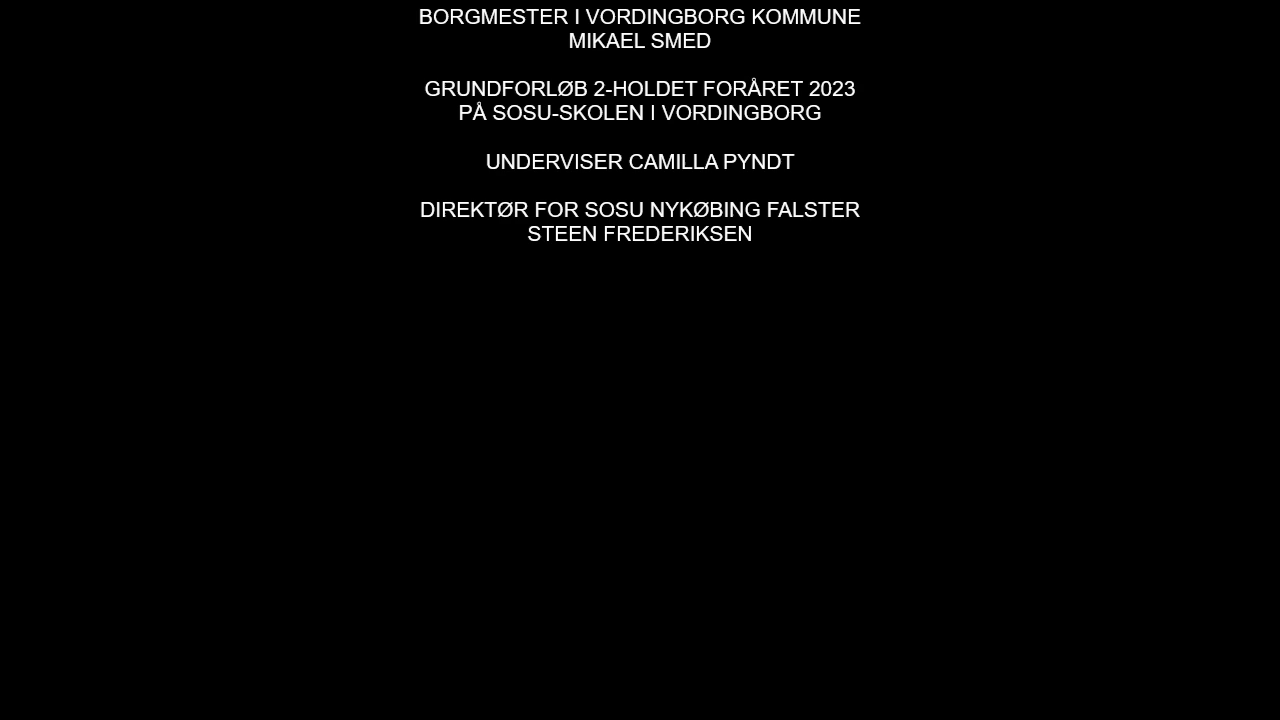 BORGMESTER I VORDINGBORG KOMMUNE
MIKAEL SMED
GRUNDFORLØB 2-HOLDET FORÅRET 2023
PÅ SOSU-SKOLEN I VORDINGBORG
UNDERVISER CAMILLA PYNDT
DIREKTØR FOR SOSU NYKØBING FALSTER
STEEN FREDERIKSEN